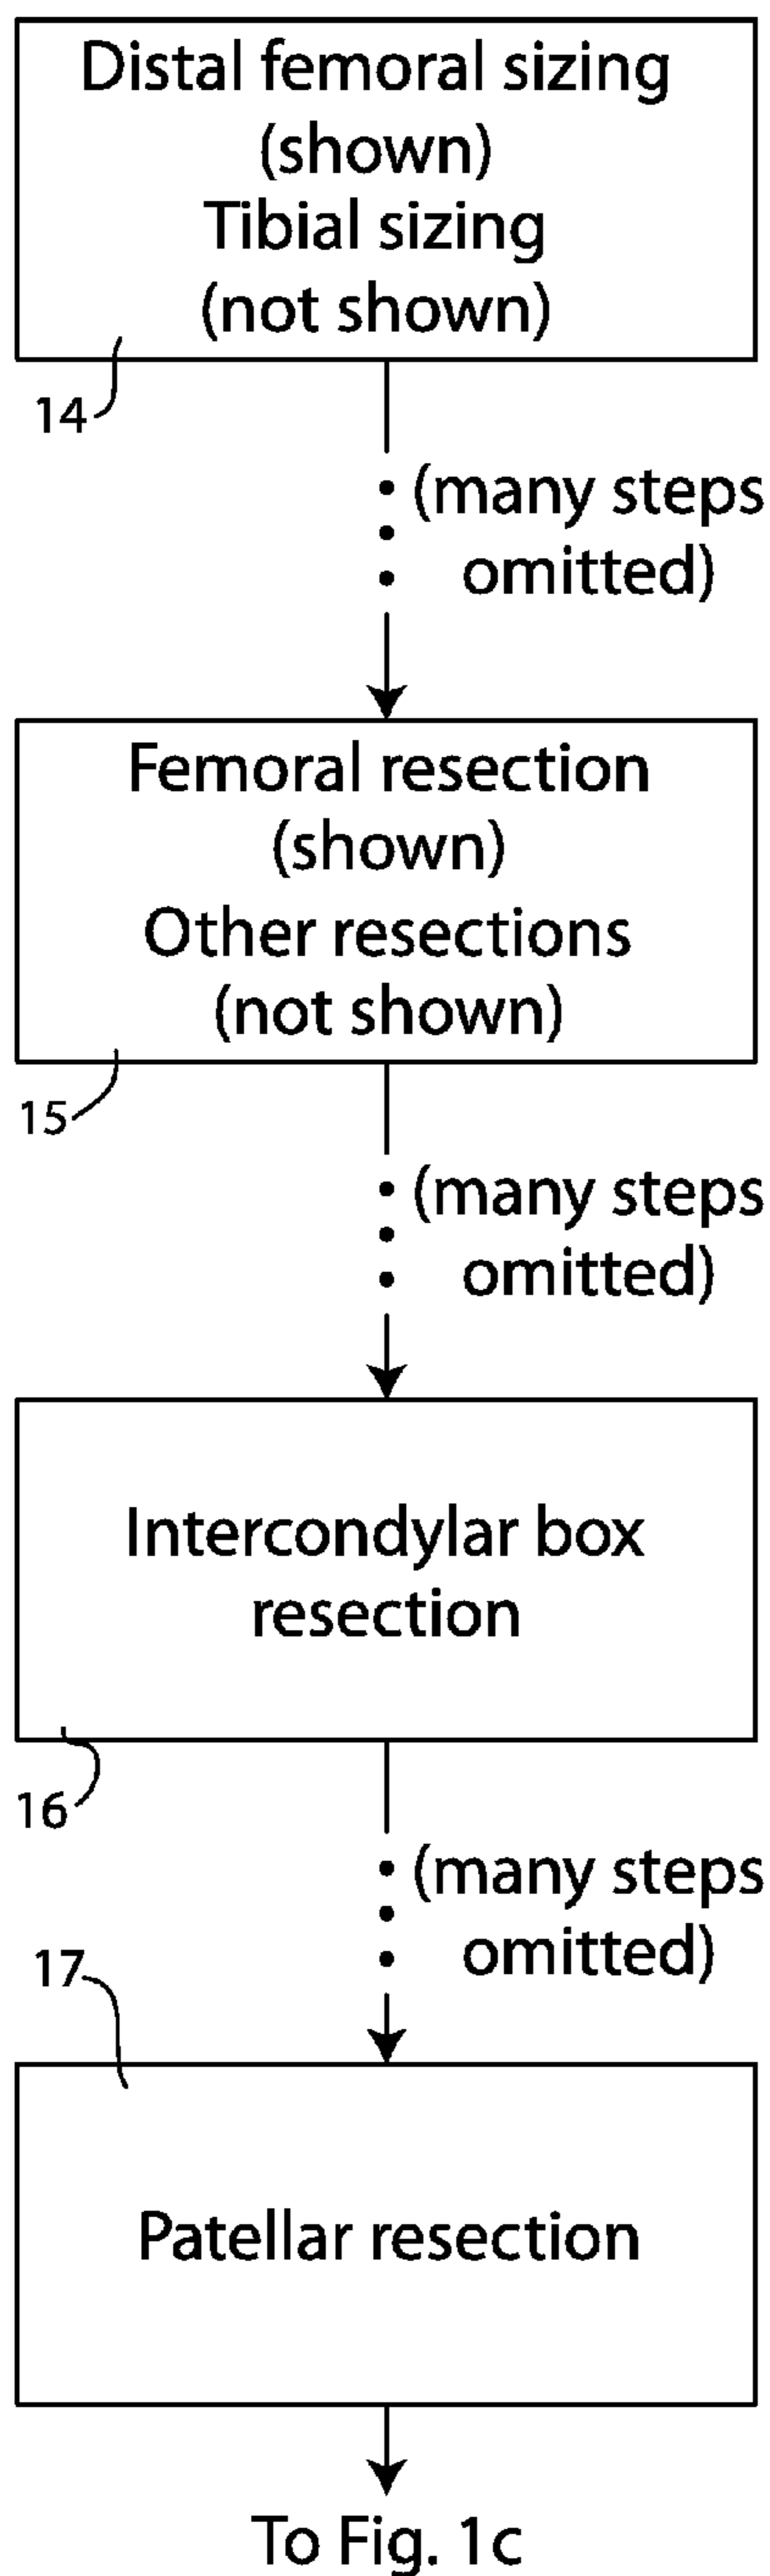 Distal femoral sizing
(shown)
Tibial sizing
(not shown)
14
(many steps
omitted)
Femoral resection
(shown)
Other resections
(not shown)
15
(many steps
omitted)
Intercondylar box
resection
16
(many steps
omitted)
17
Patellar resection
To Fig. 1c